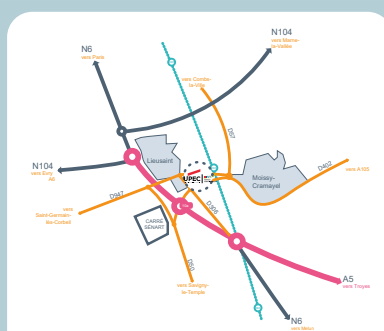 N104
vers Marne-
la-Vallée
N6
vers Paris
vers Combs-
la-Ville
D57
Lieusaint
N104
vers Evry
A6
UPEC
Moissy-
Cramayel
D402
vers A105
D947
vers
Saint-Germain-
lès-Corbeil
CARRÉ
SÉNART
D306
D50
vers Savigny-
le-Temple
A5
vers Troyes
N6
vers Melun